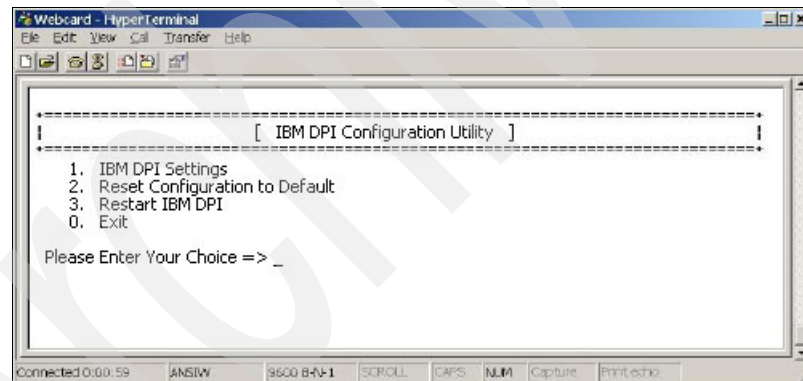 Webcard - HyperTerminal
File Edit View Call Transfer Help
[ IBM DPI Configuration Utility ]
1. IBM DPI Settings
2. Reset Configuration to Default
3. Restart IBM DPI
0. Exit
Please Enter Your Choice => _
Connected 0:00:59 ANSIW 9600 8-N-1 SCROLL CAPS NUM Capture Print echo